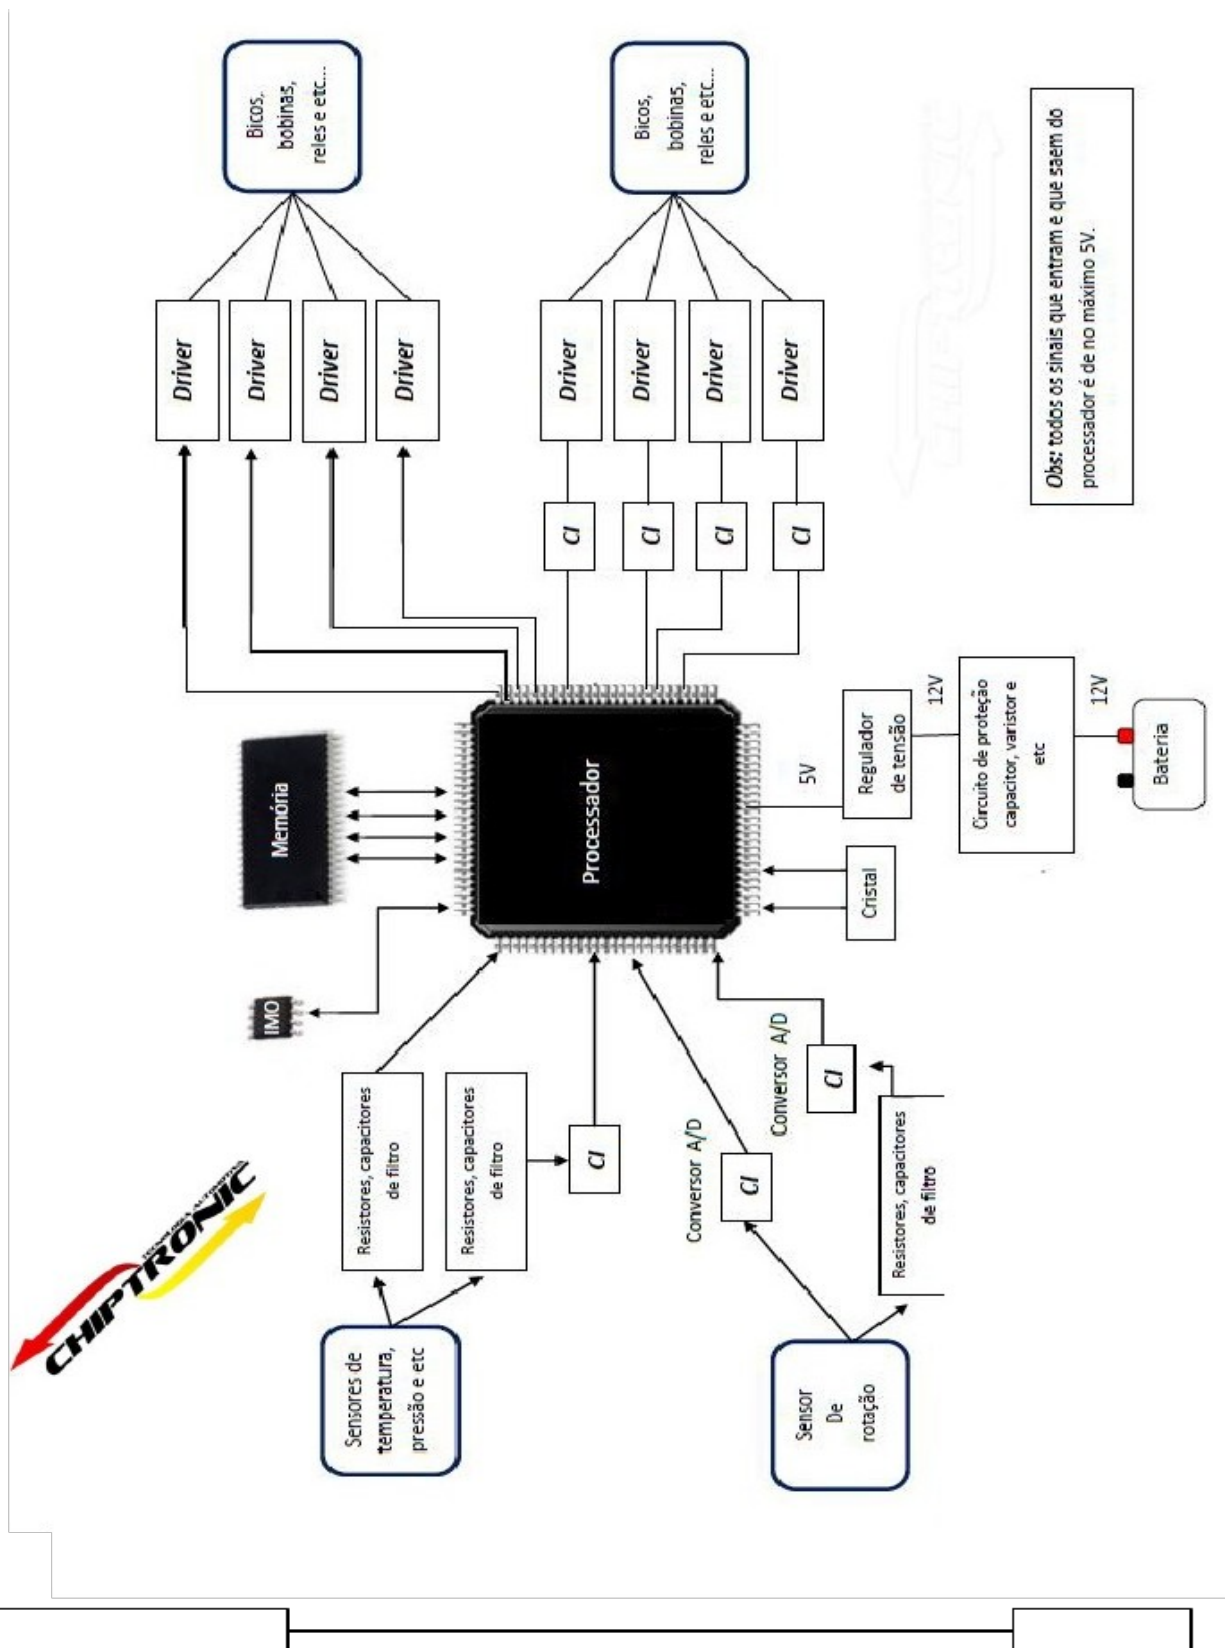 CHIPTRONIC
TECNOLOGIA AUTOMOTIVA
IMO
Memória
Bicos,
bobinas,
reles e etc...
Driver
Driver
Driver
Driver
Sensores de
temperatura,
pressão e etc
Resistores, capacitores
de filtro
Resistores, capacitores
de filtro
CI
Processador
CI
CI
CI
CI
Driver
Driver
Driver
Driver
Bicos,
bobinas,
reles e etc...
Sensor
De
rotação
Conversor A/D
CI
Conversor A/D
CI
Resistores, capacitores
de filtro
Cristal
5V
Regulador
de tensão
12V
Circuito de proteção
capacitor, varistor e
etc
12V
Bateria
Obs: todos os sinais que entram e que saem do
processador é de no máximo 5V.
CHIPTRONIC